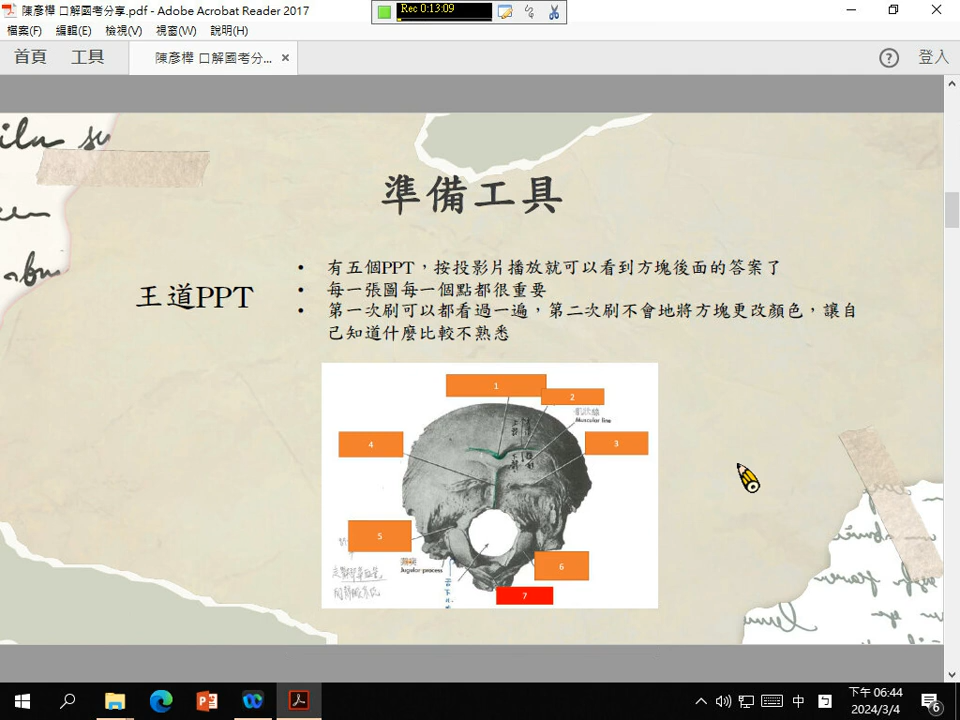 陳彥樺 口解國考分享.pdf - Adobe Acrobat Reader 2017
Rec 0:13:09
檔案(F) 編輯(E) 檢視(V) 視窗(W) 說明(H)
首頁 工具 陳彥樺 口解國考分... × ? 登入
準備工具
王道PPT
• 有五個PPT，按投影片播放就可以看到方塊後面的答案了
• 每一張圖每一個點都很重要
• 第一次刷可以都看過一遍，第二次刷不會地將方塊更改顏色，讓自
己知道什麼比較不熟悉
1
2
Muscular line
3
4
5
Jugular process
6
7
中
下午 06:44
2024/3/4
6